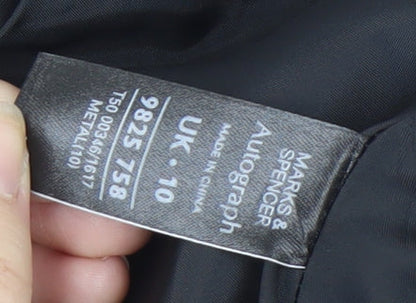 MARKS &
SPENCER
Autograph
MADE IN CHINA
UK • 10
9825 758
T50 00346/1617
METAL(10)